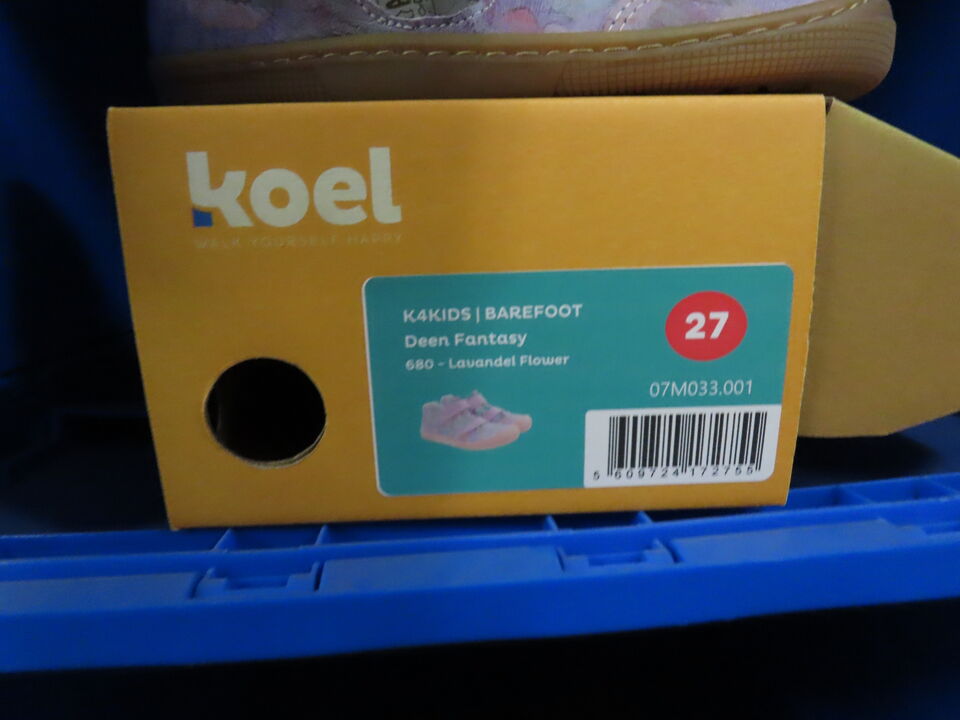 koel
WALK YOURSELF HAPPY
K4KIDS | BAREFOOT
Deen Fantasy
680 - Lavandel Flower
27
07M033.001
5 609724 172755